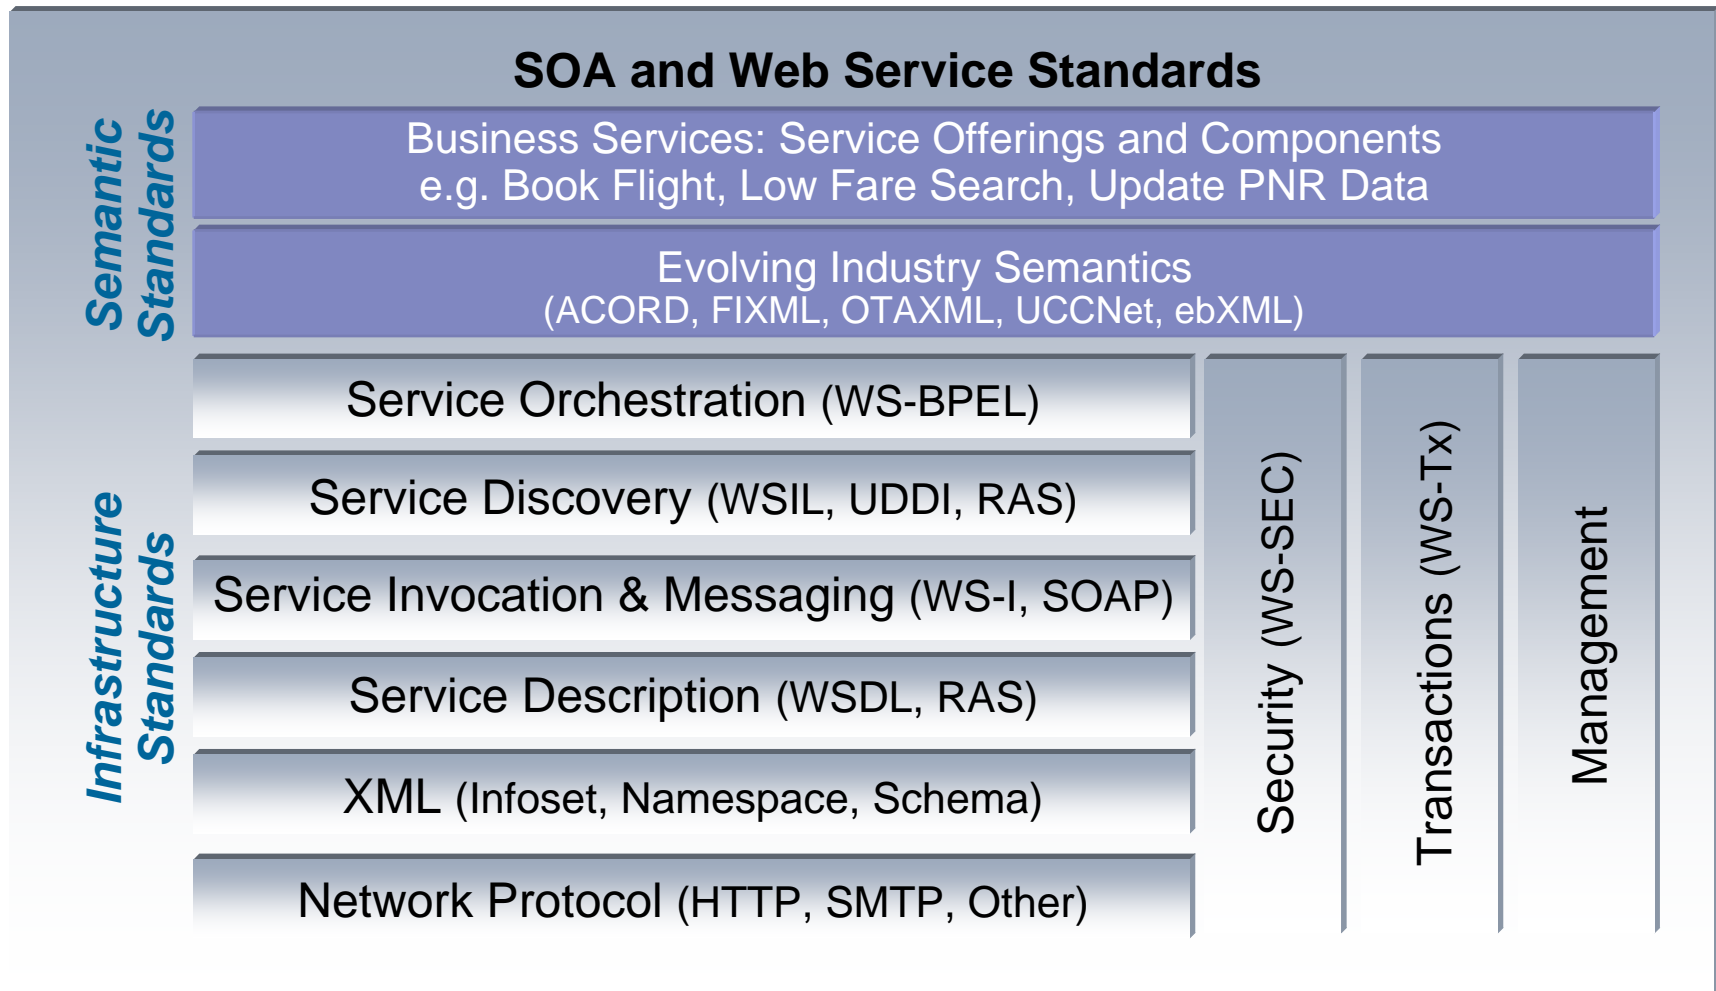 SOA and Web Service Standards
Semantic
Standards
Business Services: Service Offerings and Components
e.g. Book Flight, Low Fare Search, Update PNR Data
Evolving Industry Semantics
(ACORD, FIXML, OTAXML, UCCNet, ebXML)
Infrastructure
Standards
Service Orchestration (WS-BPEL)
Service Discovery (WSIL, UDDI, RAS)
Service Invocation & Messaging (WS-I, SOAP)
Service Description (WSDL, RAS)
XML (Infoset, Namespace, Schema)
Network Protocol (HTTP, SMTP, Other)
Security (WS-SEC)
Transactions (WS-Tx)
Management